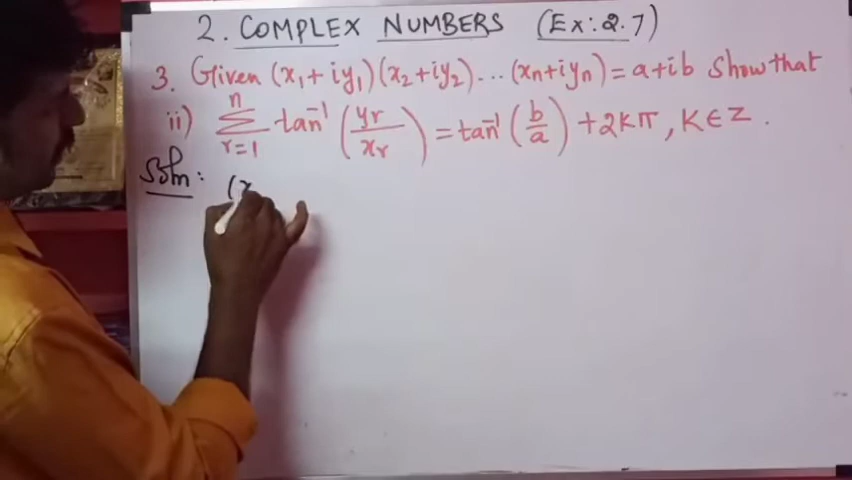 2. COMPLEX NUMBERS (Ex: 2.7)
3. Given (x₁+iy₁)(x₂+iy₂)...(xₙ+iyₙ)=a+ib Show that
ii) ∑ⁿᵣ₌₁ tan⁻¹(yᵣ/xᵣ) = tan⁻¹(b/a) +2Kπ, K∈Z.
Soln: (x